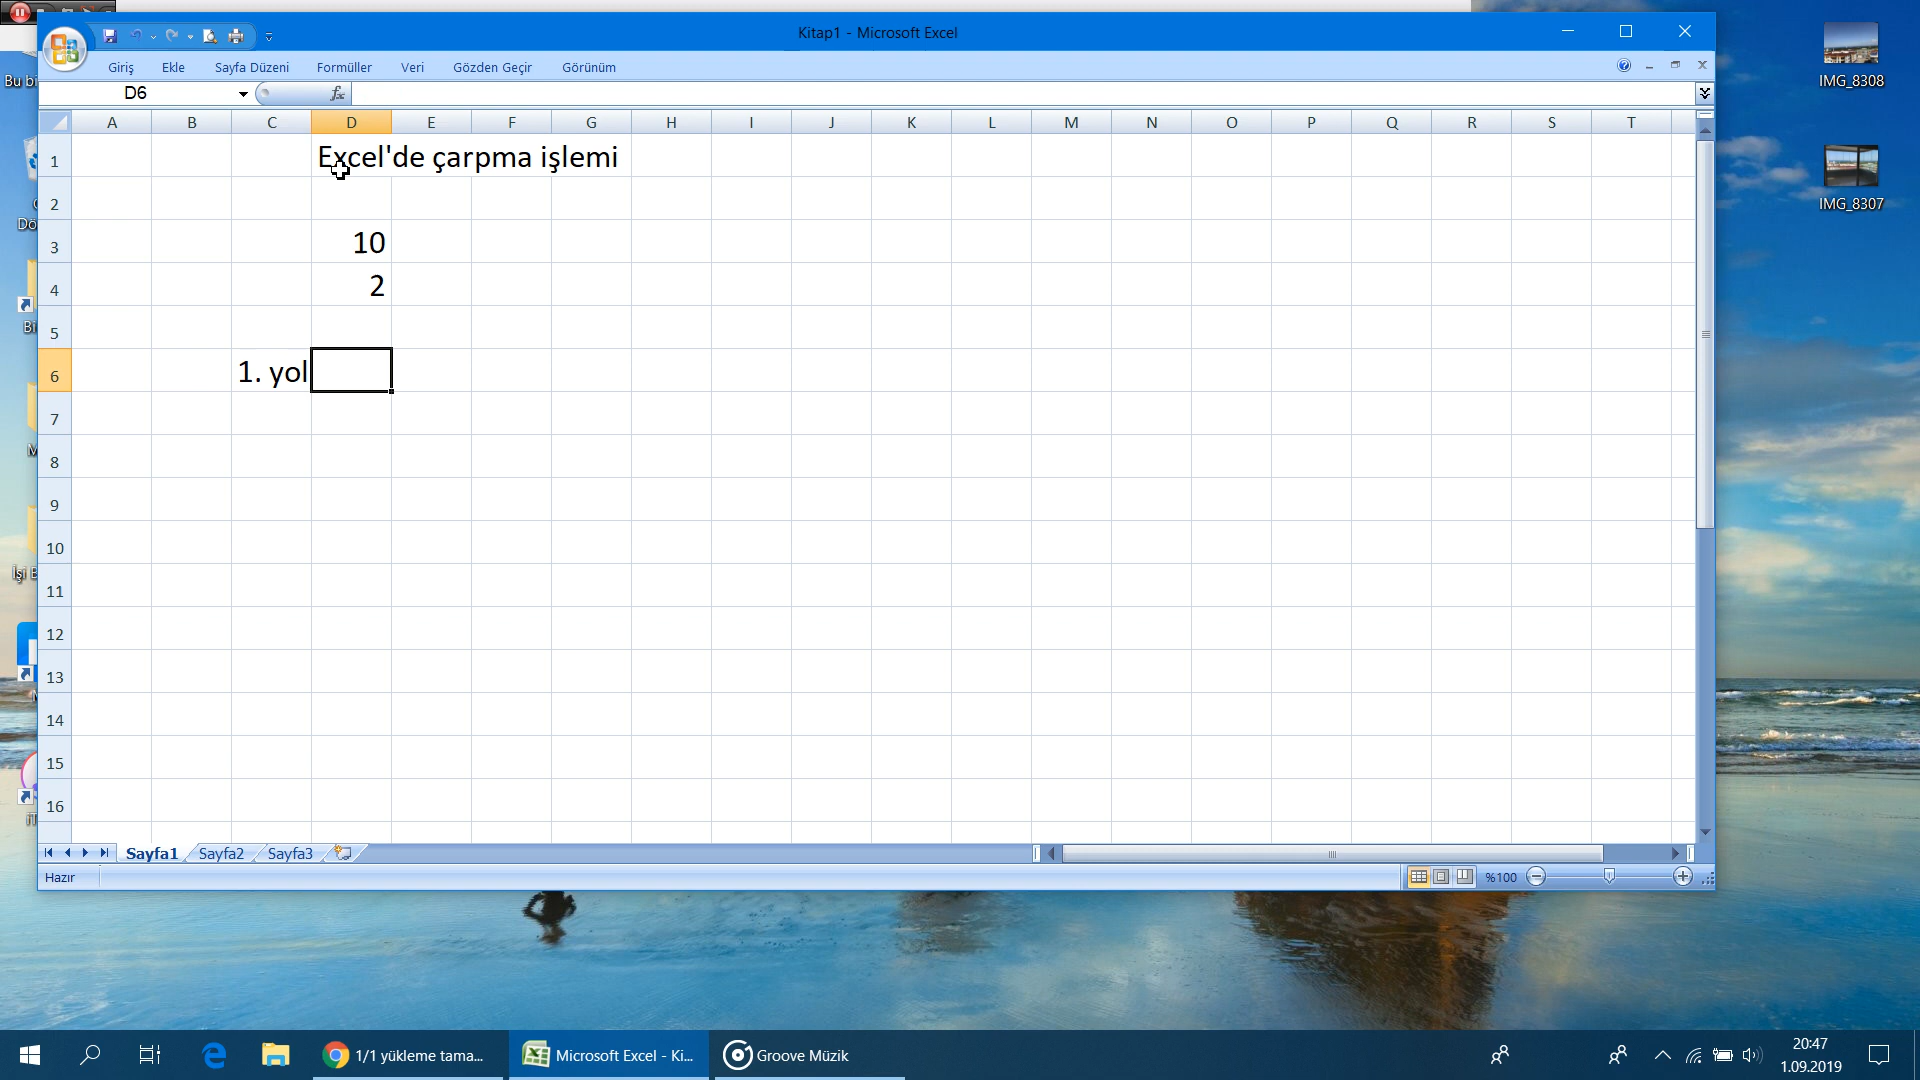 Kitap1 - Microsoft Excel
Bu bi
Giriş Ekle Sayfa Düzeni Formüller Veri Gözden Geçir Görünüm
D6 fx
A B C D E F G H I J K L M N O P Q R S T
1 Excel'de çarpma işlemi
2
3 10
4 2
5
6 1. yol
7
8
9
10
11
12
13
14
15
16
Sayfa1 Sayfa2 Sayfa3
Hazır %100
IMG_8308
IMG_8307
1/1 yükleme tama...
Microsoft Excel - Ki...
Groove Müzik
20:47
1.09.2019